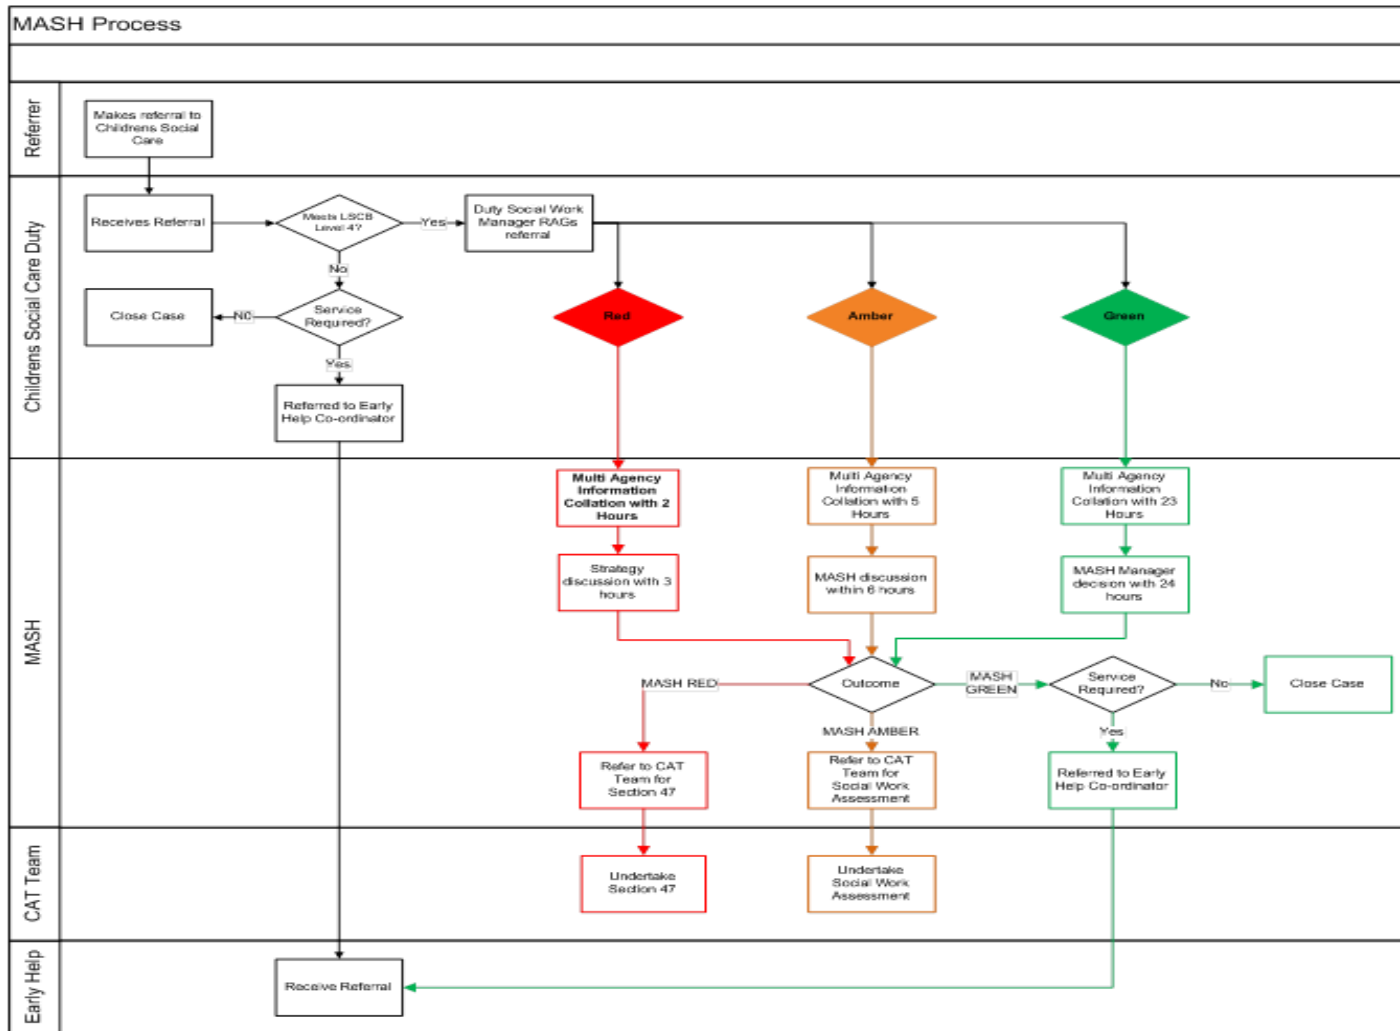 MASH Process
Referrer
Makes referral to
Childrens Social
Care
Childrens Social Care Duty
Receives Referral
Meets LSCB
Level 4?
Yes
Duty Social Work
Manager RAGs
referral
No
Close Case
NO
Service
Required?
Red
Amber
Green
Yes
Referred to Early
Help Co-ordinator
MASH
Multi Agency
Information
Collation with 2
Hours
Multi Agency
Information
Collation with 5
Hours
Multi Agency
Information
Collation with 23
Hours
Strategy
discussion with 3
hours
MASH discussion
within 6 hours
MASH Manager
decision with 24
hours
MASH RED
Outcome
MASH
GREEN
Service
Required?
No
Close Case
MASH AMBER
Yes
Refer to CAT
Team for
Section 47
Refer to CAT
Team for
Social Work
Assessment
Referred to Early
Help Co-ordinator
CAT Team
Undertake
Section 47
Undertake
Social Work
Assessment
Early Help
Receive Referral